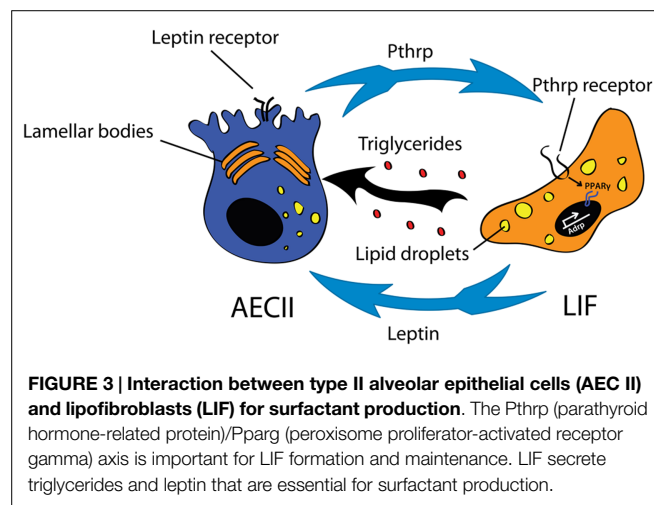 Leptin receptor
Pthrp
Pthrp receptor
Lamellar bodies
Triglycerides
PPARγ
Adrp
Lipid droplets
AECII
LIF
Leptin
FIGURE 3 | Interaction between type II alveolar epithelial cells (AEC II)
and lipofibroblasts (LIF) for surfactant production. The Pthrp (parathyroid
hormone-related protein)/Pparg (peroxisome proliferator-activated receptor
gamma) axis is important for LIF formation and maintenance. LIF secrete
triglycerides and leptin that are essential for surfactant production.